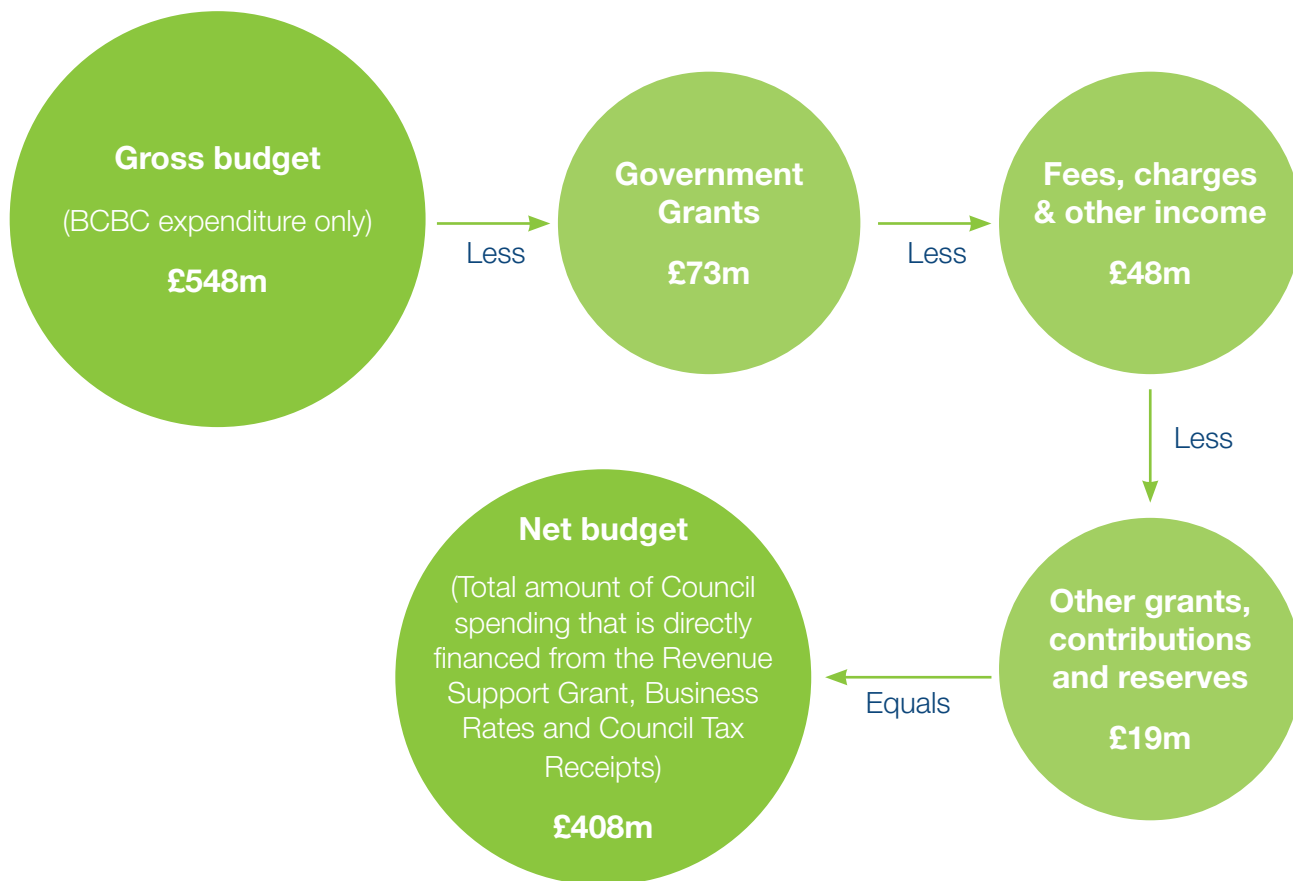 Gross budget
(BCBC expenditure only)
£548m
Less
Government
Grants
£73m
Less
Fees, charges
& other income
£48m
Less
Other grants,
contributions
and reserves
£19m
Equals
Net budget
(Total amount of Council
spending that is directly
financed from the Revenue
Support Grant, Business
Rates and Council Tax
Receipts)
£408m